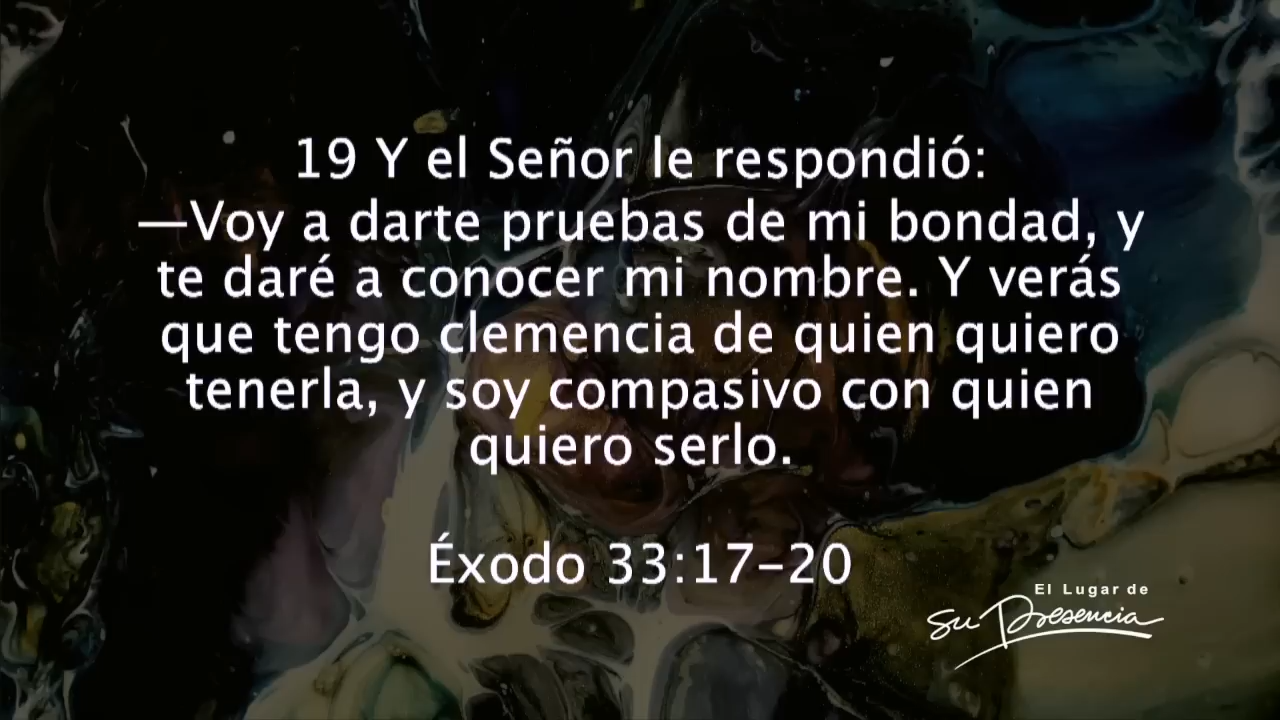 19 Y el Señor le respondió:
—Voy a darte pruebas de mi bondad, y
te daré a conocer mi nombre. Y verás
que tengo clemencia de quien quiero
tenerla, y soy compasivo con quien
quiero serlo.
Éxodo 33:17-20
El Lugar de
Su Presencia